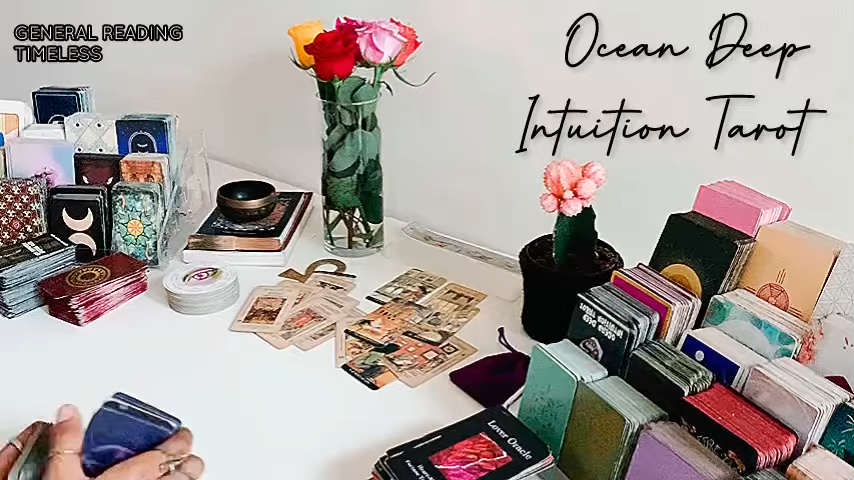 GENERAL READING
TIMELESS
Ocean Deep
Intuition Tarot
Lover Oracle